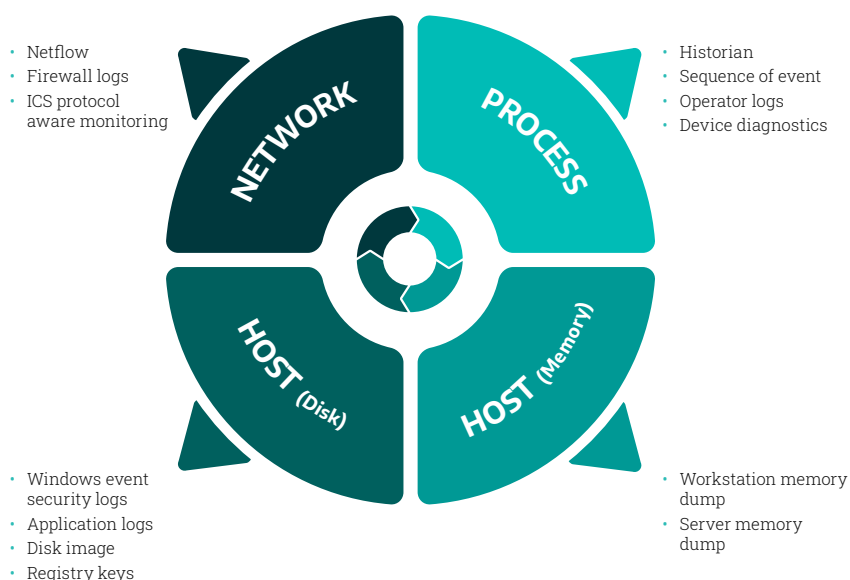 Netflow
Firewall logs
ICS protocol
aware monitoring
NETWORK
PROCESS
Historian
Sequence of event
Operator logs
Device diagnostics
HOST (Disk)
HOST (Memory)
Windows event
security logs
Application logs
Disk image
Registry keys
Workstation memory
dump
Server memory
dump